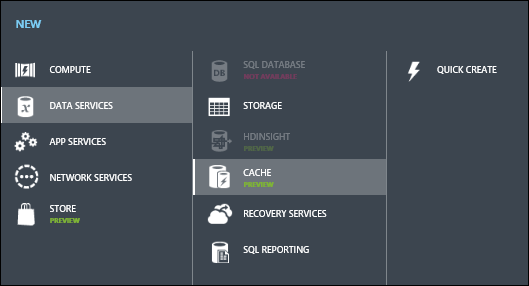 NEW
COMPUTE
DATA SERVICES
APP SERVICES
NETWORK SERVICES
STORE
PREVIEW
SQL DATABASE
NOT AVAILABLE
STORAGE
HDINSIGHT
PREVIEW
CACHE
PREVIEW
RECOVERY SERVICES
SQL REPORTING
QUICK CREATE